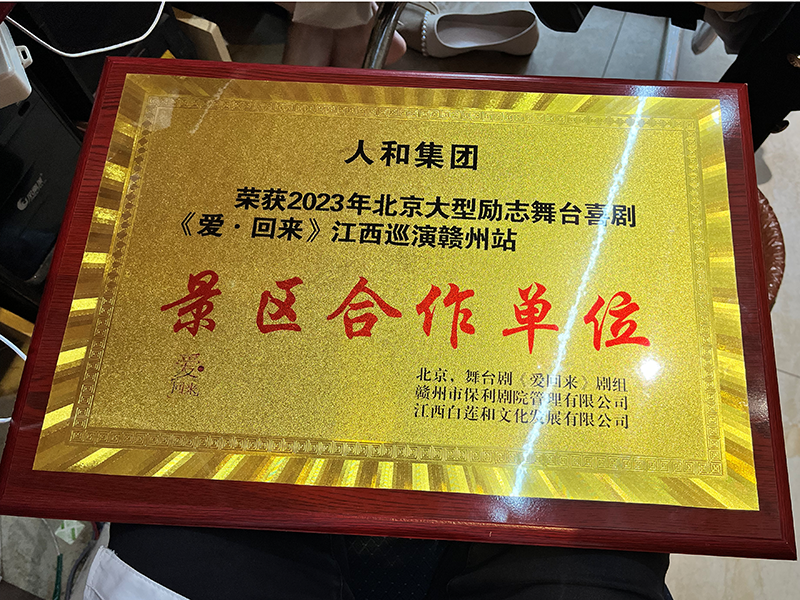 人和集团
荣获2023年北京大型励志舞台喜剧
《爱·回来》江西巡演赣州站
景区合作单位
爱·
回来
北京，舞台剧《爱回来》剧组
赣州市保利剧院管理有限公司
江西白莲和文化发展有限公司